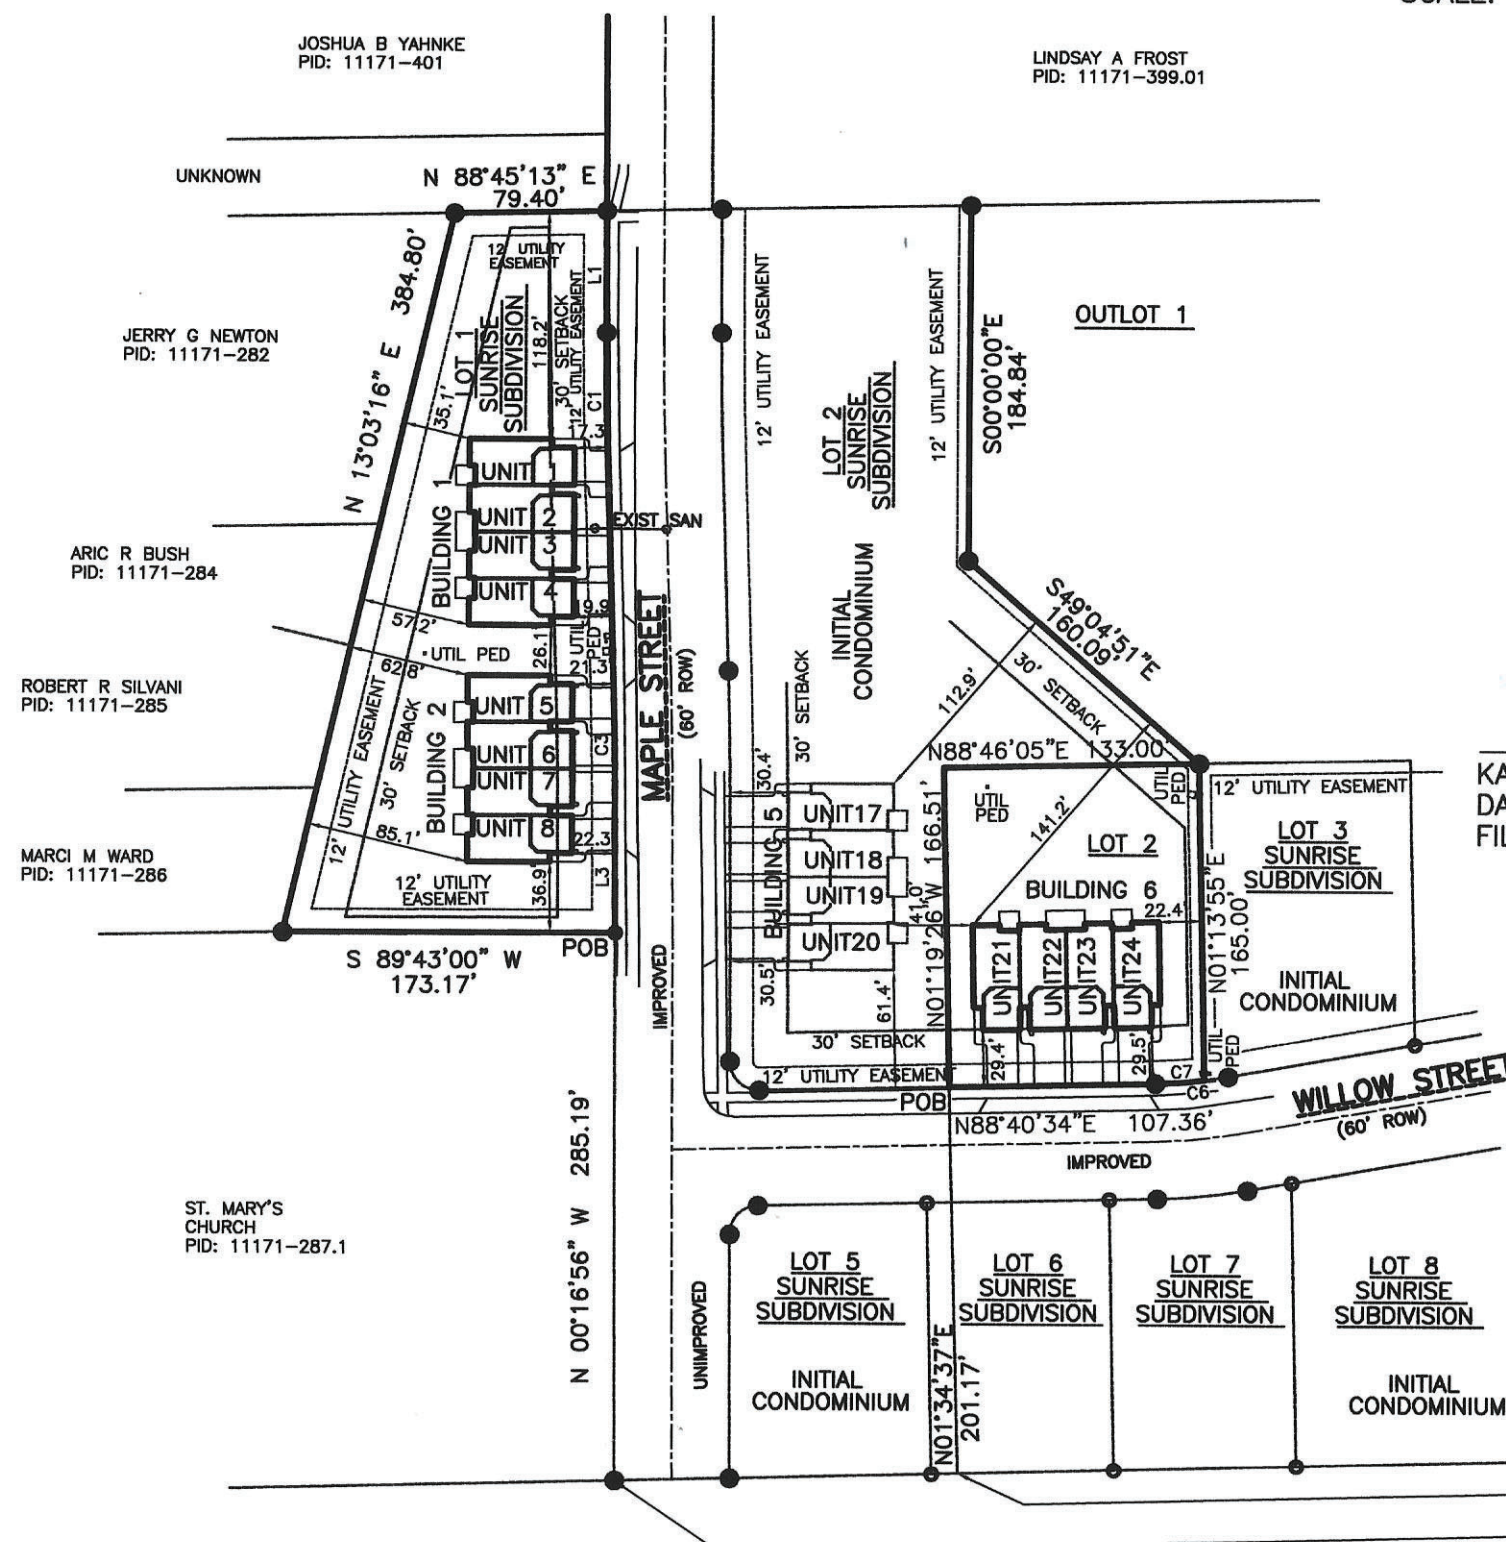 JOSHUA B YAHNKE
PID: 11171-401
LINDSAY A FROST
PID: 11171-399.01
UNKNOWN
N 88°45'13" E
79.40'
12' UTILITY
EASEMENT
L1
N 13°03'16" E 384.80'
JERRY G NEWTON
PID: 11171-282
LOT 1
SUNRISE
SUBDIVISION
118.2'
30' SETBACK
12' UTILITY EASEMENT
C1
35.1'
17.3'
12' UTILITY EASEMENT
LOT 2
SUNRISE
SUBDIVISION
12' UTILITY EASEMENT
S00°00'00"E
184.84'
OUTLOT 1
BUILDING 1
UNIT 1
UNIT 2
UNIT 3
UNIT 4
EXIST SAN
ARIC R BUSH
PID: 11171-284
57.2'
19.9'
UTIL PED
UTIL
PED
62.8'
26.1'
21.3'
MAPLE STREET
(60' ROW)
INITIAL
CONDOMINIUM
S49°04'51"E
160.09'
30' SETBACK
112.9'
ROBERT R SILVANI
PID: 11171-285
BUILDING 2
UNIT 5
UNIT 6
UNIT 7
UNIT 8
C3
12' UTILITY EASEMENT
30' SETBACK
85.1'
22.3'
36.9'
L3
12' UTILITY
EASEMENT
MARCI M WARD
PID: 11171-286
S 89°43'00" W
173.17'
POB
30' SETBACK
30.4'
BUILDING 5
UNIT17
UNIT18
UNIT19
UNIT20
30.5'
41.0'
61.4'
N88°46'05"E 133.00'
N01°19'26"W 166.51'
UTIL
PED
UTIL
PED
141.2'
LOT 2
BUILDING 6
22.4'
UNIT21
UNIT22
UNIT23
UNIT24
29.4'
29.5'
N01°13'55"E
165.00'
UTIL
PED
12' UTILITY EASEMENT
LOT 3
SUNRISE
SUBDIVISION
INITIAL
CONDOMINIUM
KA
DA
FIL
IMPROVED
30' SETBACK
12' UTILITY EASEMENT
POB
C7
C6
N88°40'34"E 107.36'
WILLOW STREET
(60' ROW)
IMPROVED
N 00°16'56" W 285.19'
ST. MARY'S
CHURCH
PID: 11171-287.1
UNIMPROVED
LOT 5
SUNRISE
SUBDIVISION
INITIAL
CONDOMINIUM
N01°34'37"E
201.17'
LOT 6
SUNRISE
SUBDIVISION
LOT 7
SUNRISE
SUBDIVISION
LOT 8
SUNRISE
SUBDIVISION
INITIAL
CONDOMINIUM